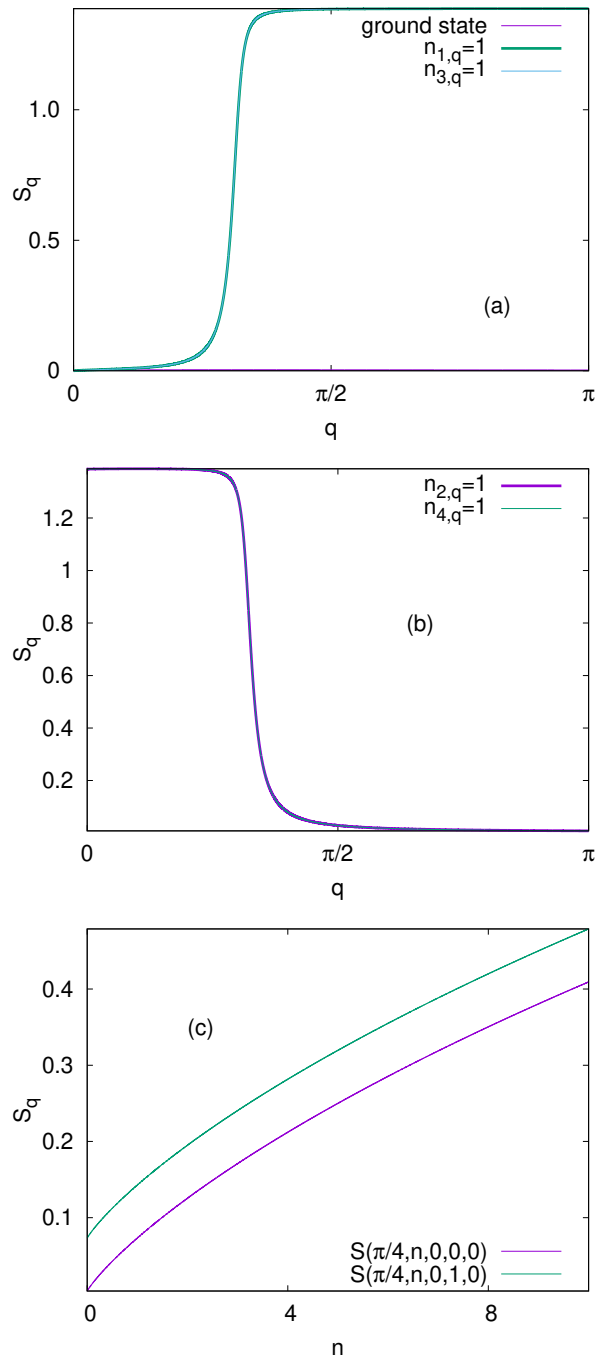 ground state
n1,q=1
n3,q=1
1.0
0.5
0
Sq
(a)
0
π/2
π
q
n2,q=1
n4,q=1
1.2
1
0.8
0.6
0.4
0.2
Sq
(b)
0
π/2
π
q
0.4
0.3
0.2
0.1
Sq
(c)
S(π/4,n,0,0,0)
S(π/4,n,0,1,0)
0
4
8
n